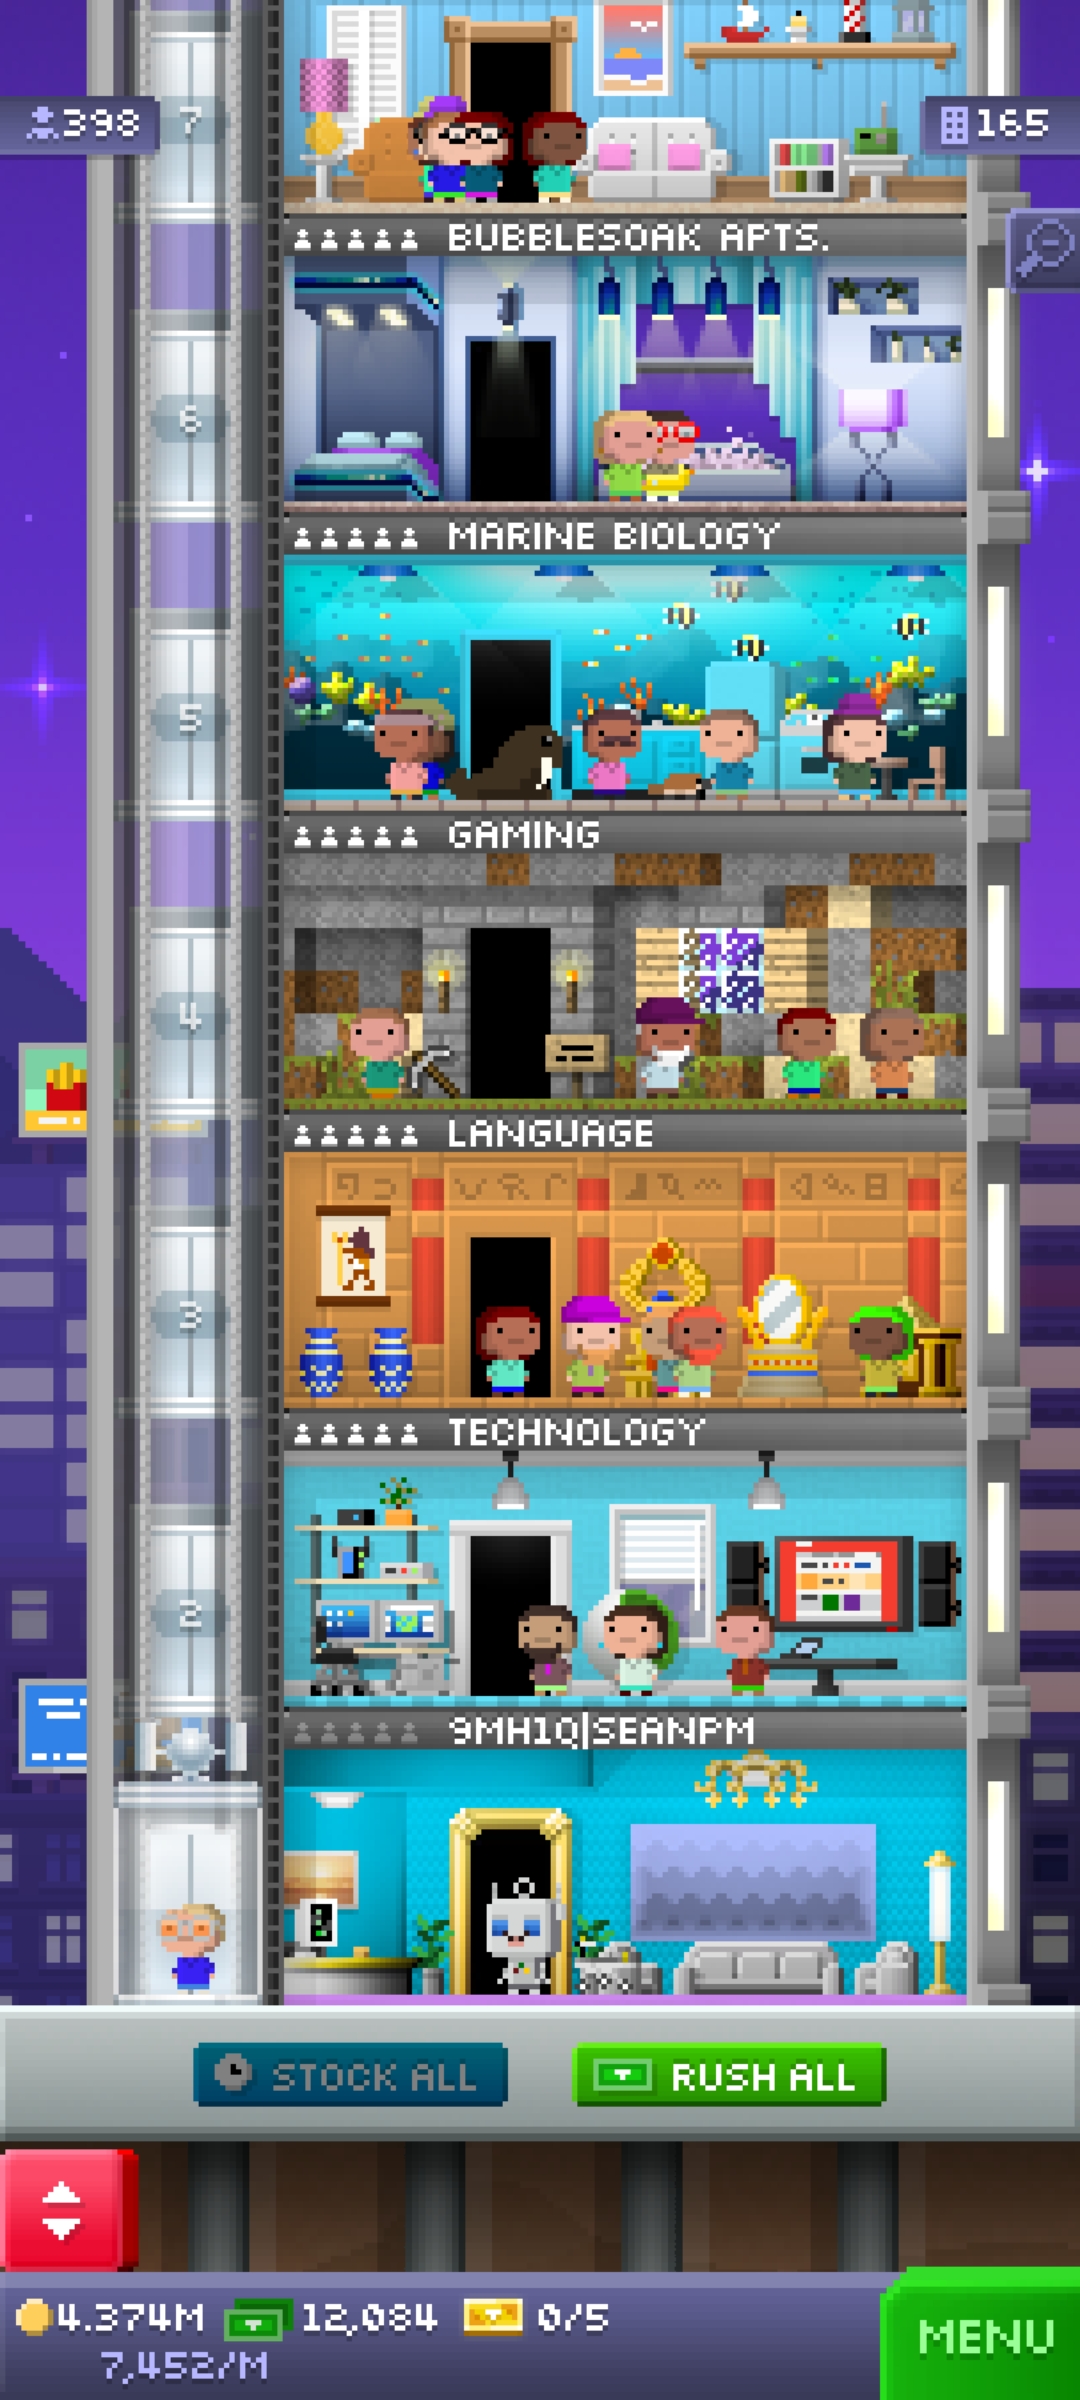 398
7
165
BUBBLESOAK APTS.
6
MARINE BIOLOGY
5
GAMING
4
LANGUAGE
3
TECHNOLOGY
2
9MH1Q|SEANPM
STOCK ALL
RUSH ALL
4.374M 12,084 0/5
7,452/M
MENU